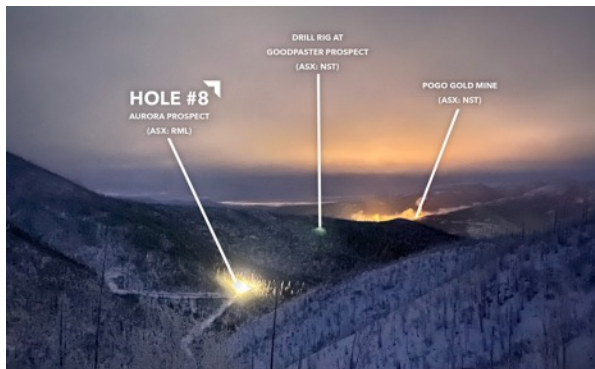 HOLE #8
AURORA PROSPECT
(ASX: RML)
DRILL RIG AT
GOODPASTER PROSPECT
(ASX: NST)
POGO GOLD MINE
(ASX: NST)